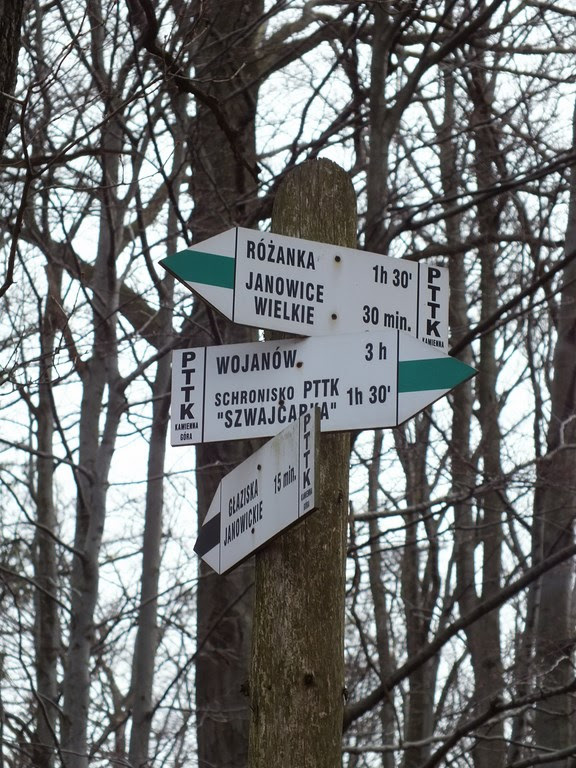 RÓŻANKA 1h 30'
JANOWICE
WIELKIE 30 min.
PTTK
KAMIENNA
PTTK
KAMIENNA
GÓRA
WOJANÓW 3 h
SCHRONISKO PTTK 1h 30'
"SZWAJCARKA"
GŁAZISKA 15 min.
JANOWICKIE
PTTK